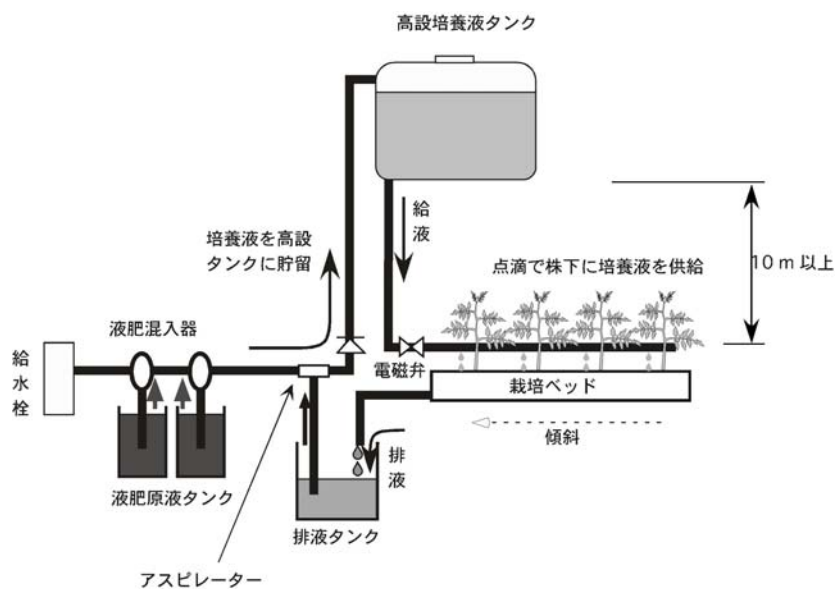 高設培養液タンク
給液
培養液を高設
タンクに貯留
点滴で株下に培養液を供給
10m以上
液肥混入器
給水栓
電磁弁
栽培ベッド
傾斜
排液
液肥原液タンク
排液タンク
アスピレーター